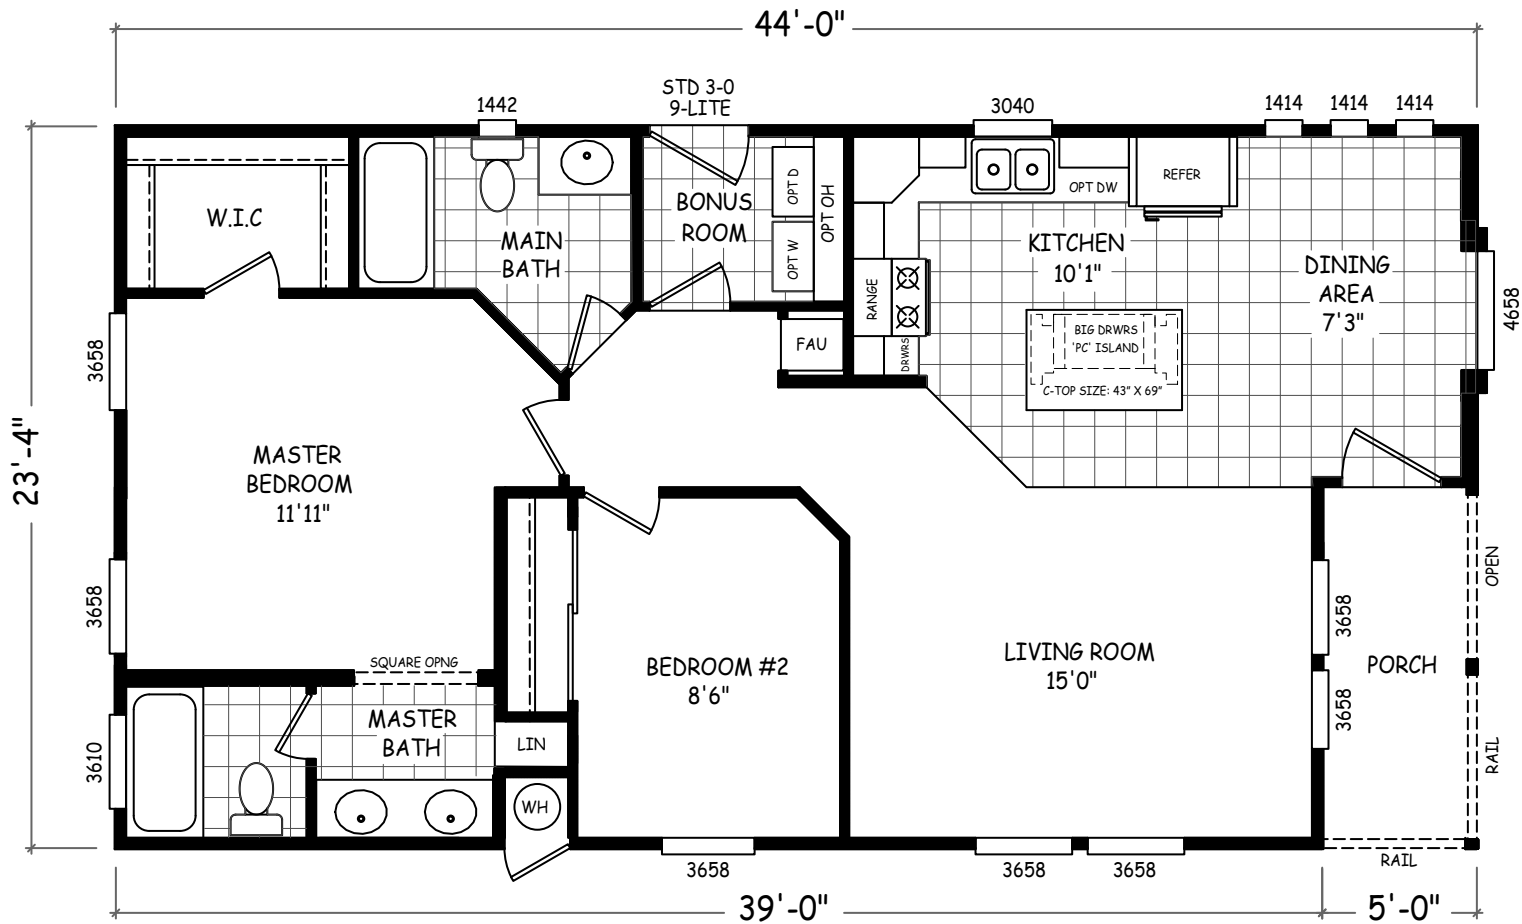 44'-0"
STD 3-0
9-LITE
1442
3040
1414
1414
1414
W.I.C
MAIN
BATH
BONUS
ROOM
OPT D
OPT W
OPT OH
OPT DW
REFER
KITCHEN
10'1"
DINING
AREA
7'3"
4658
RANGE
DRWRS
FAU
BIG DRWRS
'PC' ISLAND
C-TOP SIZE: 43" X 69"
3658
23'-4"
MASTER
BEDROOM
11'11"
3658
SQUARE OPNG
MASTER
BATH
LIN
WH
3610
BEDROOM #2
8'6"
LIVING ROOM
15'0"
3658
3658
PORCH
OPEN
RAIL
RAIL
3658
3658
3658
39'-0"
5'-0"